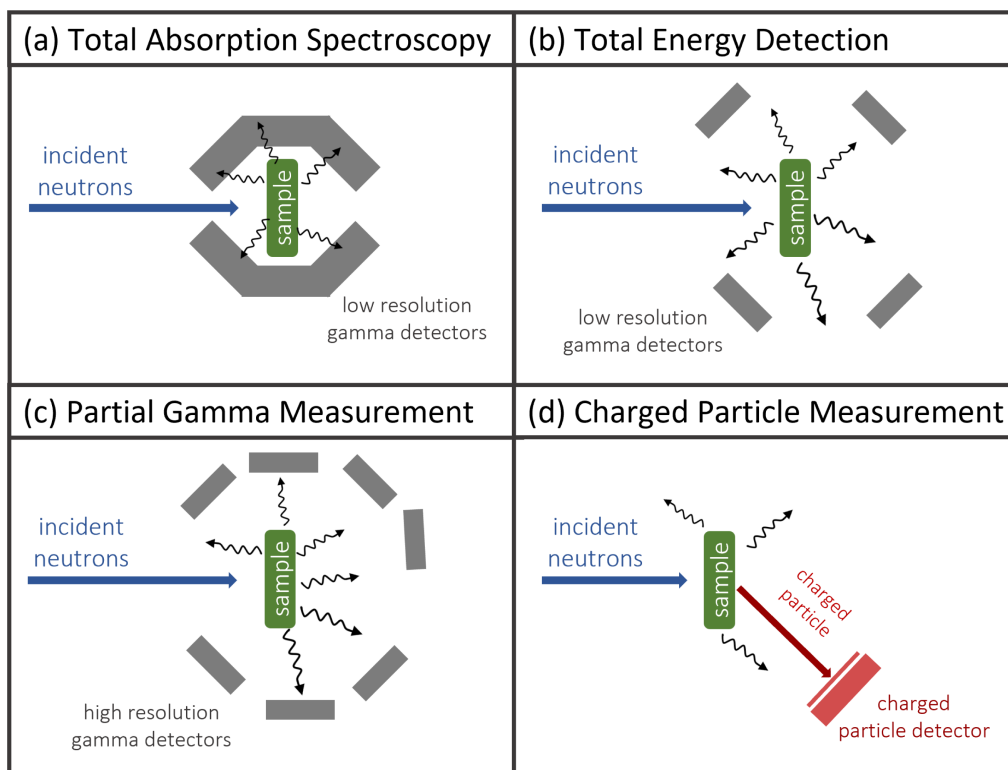 (a) Total Absorption Spectroscopy
incident
neutrons
sample
low resolution
gamma detectors
(b) Total Energy Detection
incident
neutrons
sample
low resolution
gamma detectors
(c) Partial Gamma Measurement
incident
neutrons
sample
high resolution
gamma detectors
(d) Charged Particle Measurement
incident
neutrons
sample
charged
particle
charged
particle detector